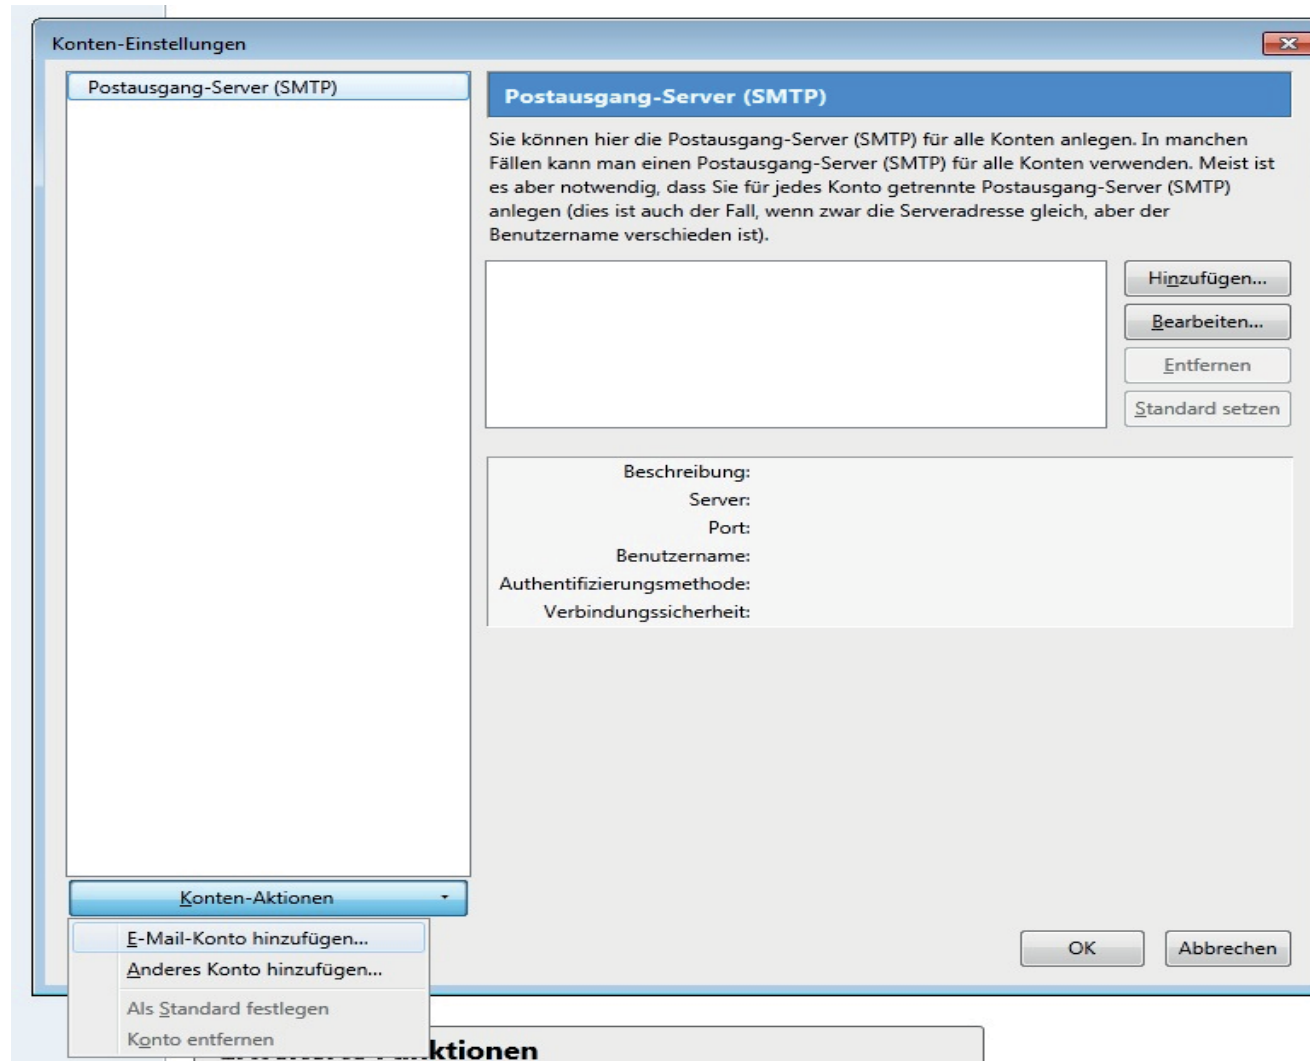 Konten-Einstellungen
Postausgang-Server (SMTP)
Postausgang-Server (SMTP)
Sie können hier die Postausgang-Server (SMTP) für alle Konten anlegen. In manchen
Fällen kann man einen Postausgang-Server (SMTP) für alle Konten verwenden. Meist ist
es aber notwendig, dass Sie für jedes Konto getrennte Postausgang-Server (SMTP)
anlegen (dies ist auch der Fall, wenn zwar die Serveradresse gleich, aber der
Benutzername verschieden ist).
Hinzufügen...
Bearbeiten...
Entfernen
Standard setzen
Beschreibung:
Server:
Port:
Benutzername:
Authentifizierungsmethode:
Verbindungssicherheit:
Konten-Aktionen
E-Mail-Konto hinzufügen...
Anderes Konto hinzufügen...
Als Standard festlegen
Konto entfernen
OK
Abbrechen